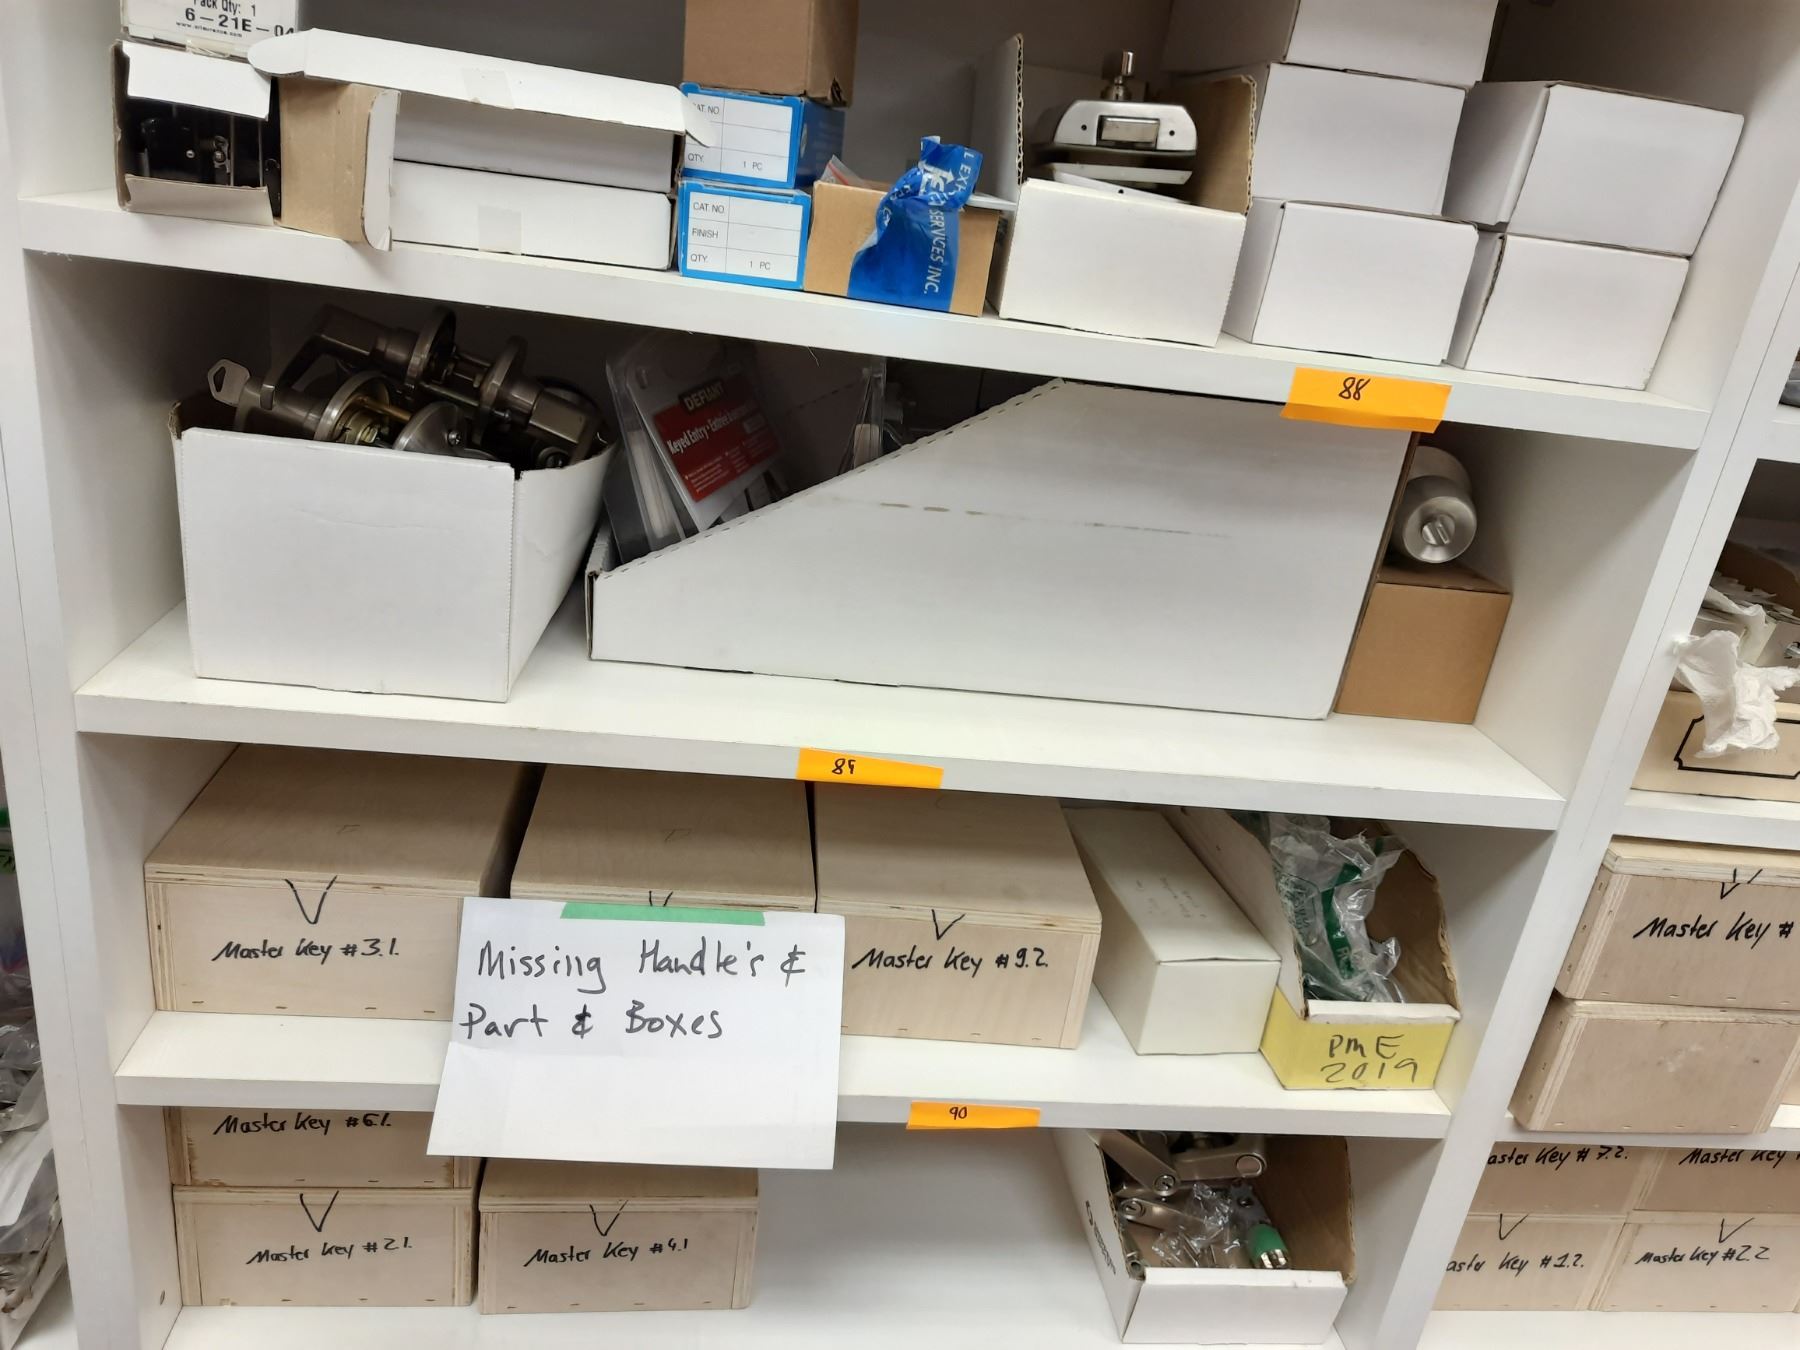 Pack Qty: 1
6-21E-04
CAT. NO
QTY. 1 PC
CAT. NO
FINISH
QTY. 1 PC
SERVICES INC.
88
DEFIANT
Keyed Entry
89
Master Key # 3.1.
Missing Handle's &
Part & Boxes
Master Key # 9.2.
PME
2019
Master Key #
90
Master Key # 6.1.
Master Key # 2.1.
Master Key # 4.1
aster Key # 7.2.
Master Key
aster Key # 1.2.
Master Key # 2.2